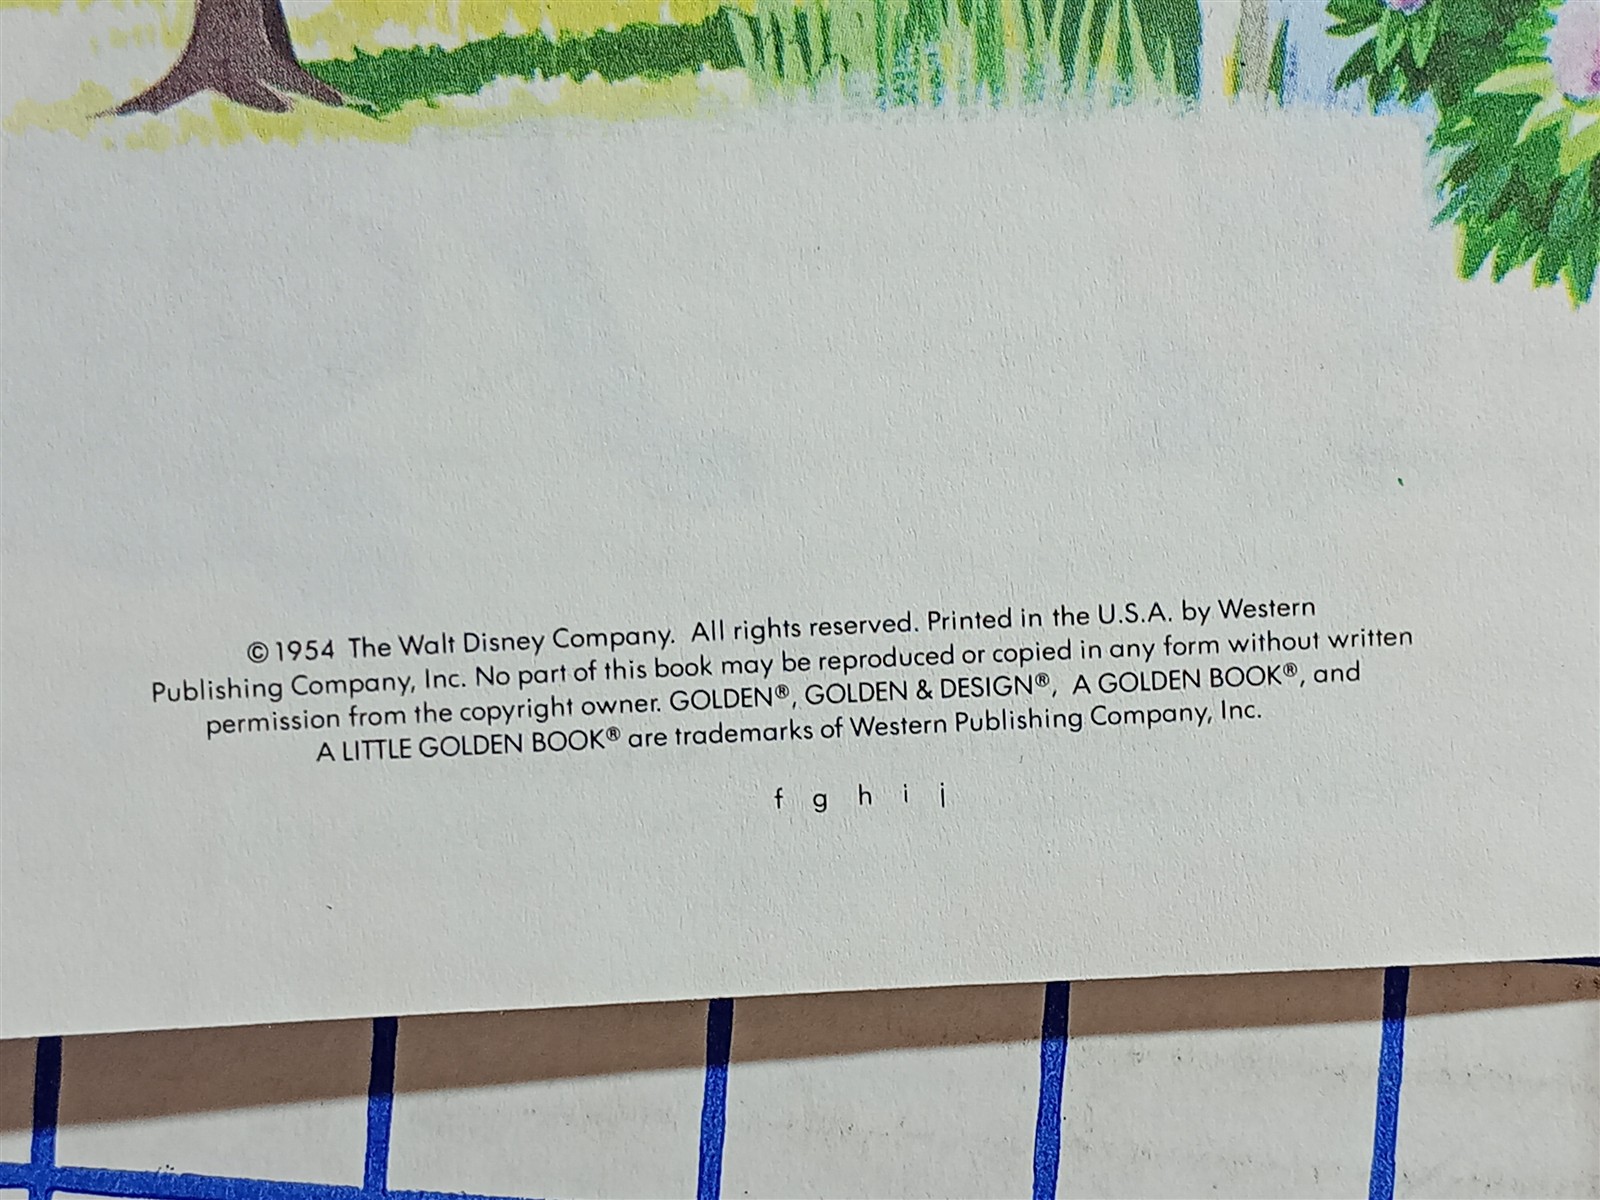 ©1954 The Walt Disney Company. All rights reserved. Printed in the U.S.A. by Western
Publishing Company, Inc. No part of this book may be reproduced or copied in any form without written
permission from the copyright owner. GOLDEN®, GOLDEN & DESIGN®, A GOLDEN BOOK®, and
A LITTLE GOLDEN BOOK® are trademarks of Western Publishing Company, Inc.
f g h i j